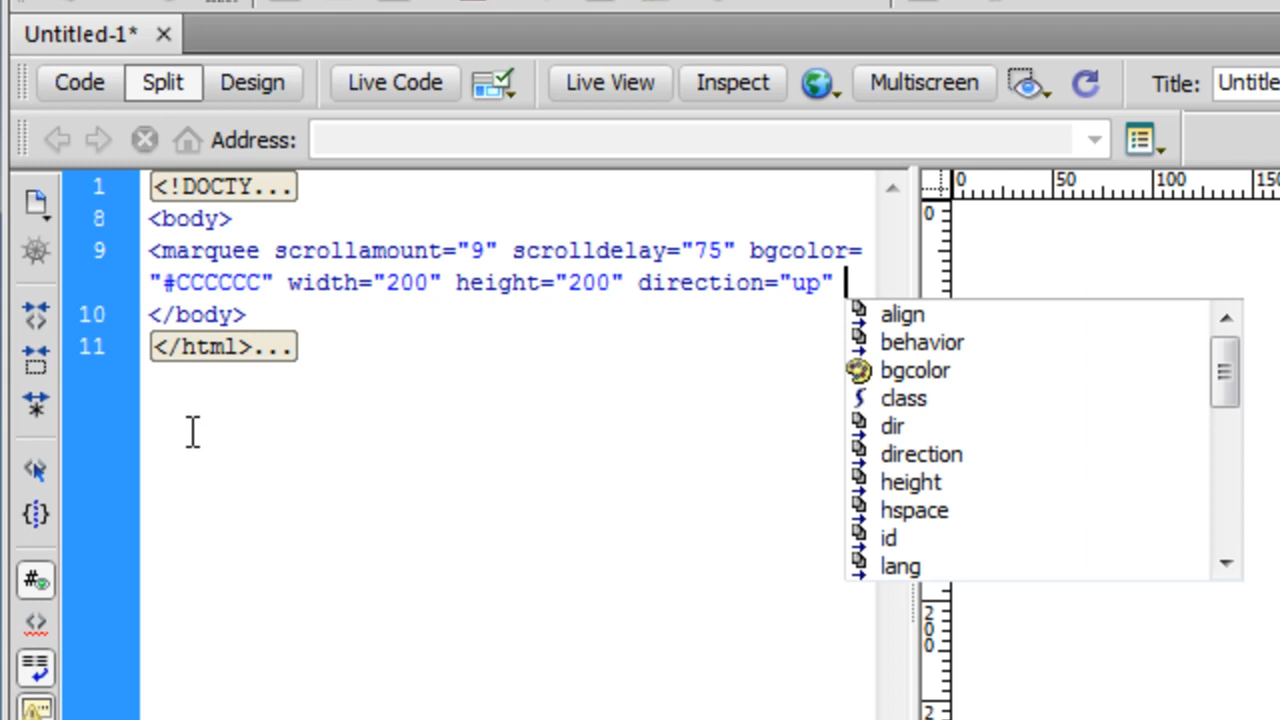 Untitled-1*
Code Split Design Live Code Live View Inspect Multiscreen Title: Untitle
Address:
0 50 100 150
0
1 <!DOCTY...
8 <body>
9 <marquee scrollamount="9" scrolldelay="75" bgcolor=
"#CCCCCC" width="200" height="200" direction="up"
10 </body>
11 </html>...
align
behavior
bgcolor
class
dir
direction
height
hspace
id
lang
200
2